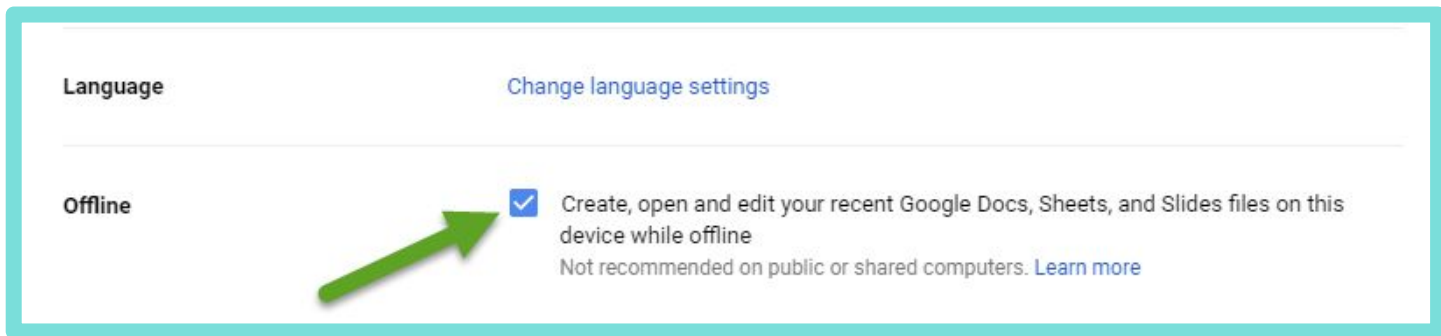 Language
Change language settings
Offline
Create, open and edit your recent Google Docs, Sheets, and Slides files on this
device while offline
Not recommended on public or shared computers. Learn more